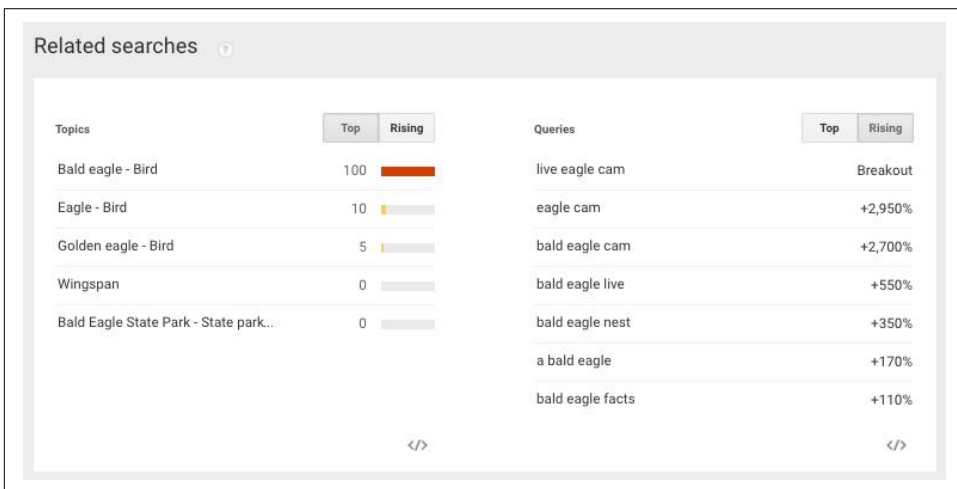 Related searches ?
Topics Top Rising
Bald eagle - Bird 100
Eagle - Bird 10
Golden eagle - Bird 5
Wingspan 0
Bald Eagle State Park - State park... 0
</>
Queries Top Rising
live eagle cam Breakout
eagle cam +2,950%
bald eagle cam +2,700%
bald eagle live +550%
bald eagle nest +350%
a bald eagle +170%
bald eagle facts +110%
</>